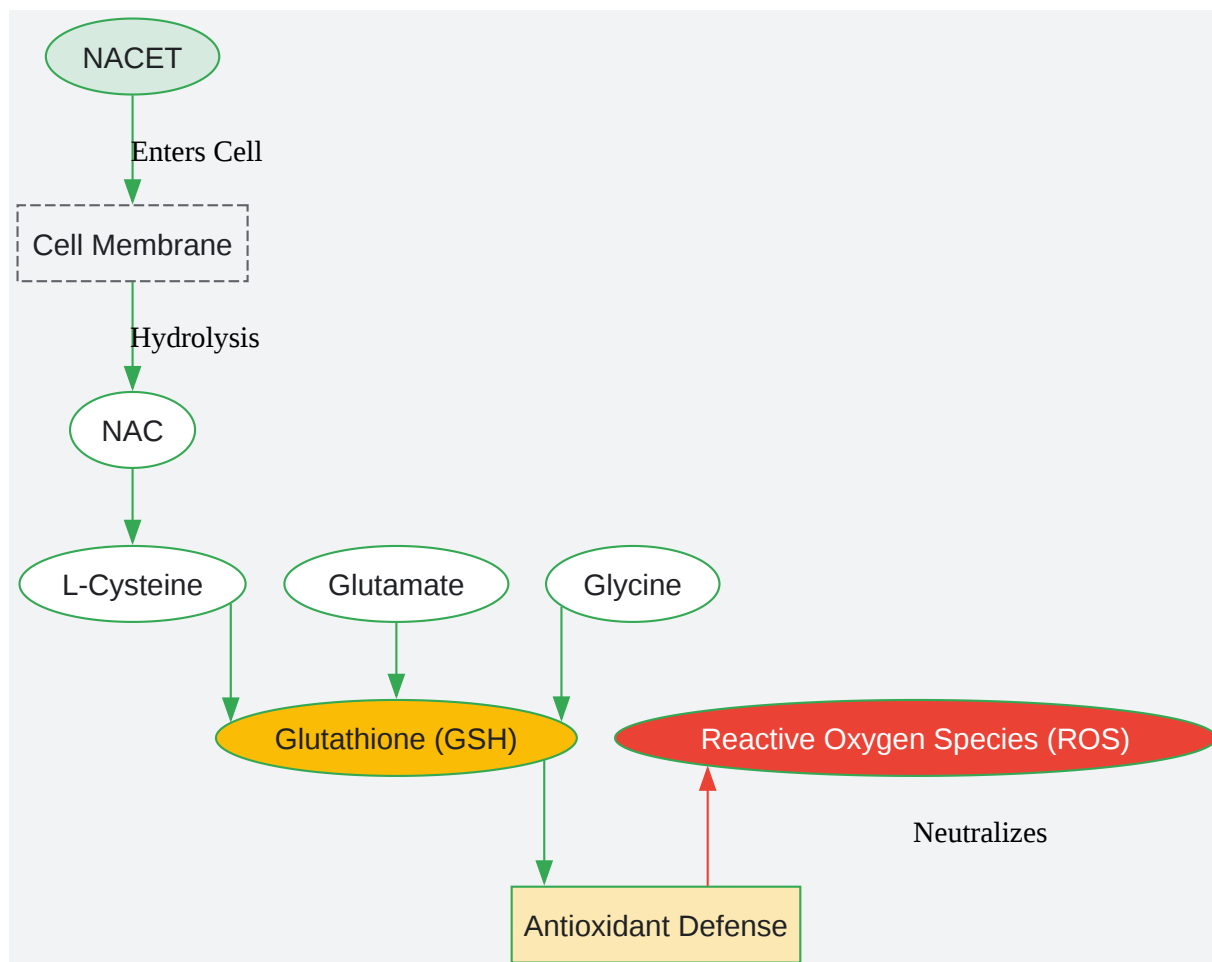 NACET
Enters Cell
Cell Membrane
Hydrolysis
NAC
L-Cysteine
Glutamate
Glycine
Glutathione (GSH)
Reactive Oxygen Species (ROS)
Neutralizes
Antioxidant Defense